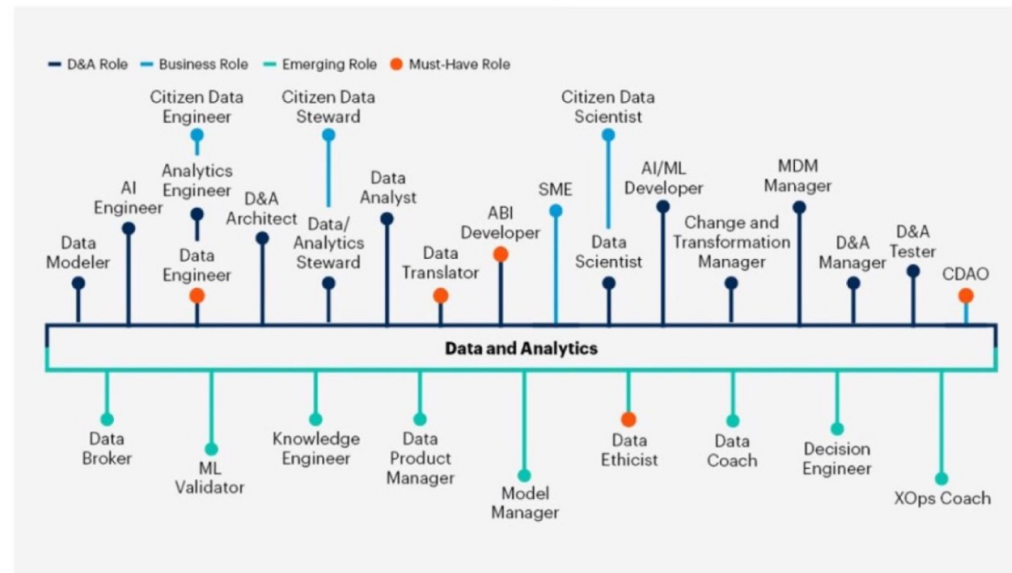 D&A Role
Business Role
Emerging Role
Must-Have Role
Citizen Data
Engineer
Citizen Data
Steward
Citizen Data
Scientist
Analytics
Engineer
AI
Engineer
Data
Modeler
Data
Engineer
D&A
Architect
Data/
Analytics
Steward
Data
Analyst
Data
Translator
ABI
Developer
SME
Data
Scientist
AI/ML
Developer
Change and
Transformation
Manager
MDM
Manager
D&A
Manager
D&A
Tester
CDAO
Data and Analytics
Data
Broker
ML
Validator
Knowledge
Engineer
Data
Product
Manager
Model
Manager
Data
Ethicist
Data
Coach
Decision
Engineer
XOps Coach